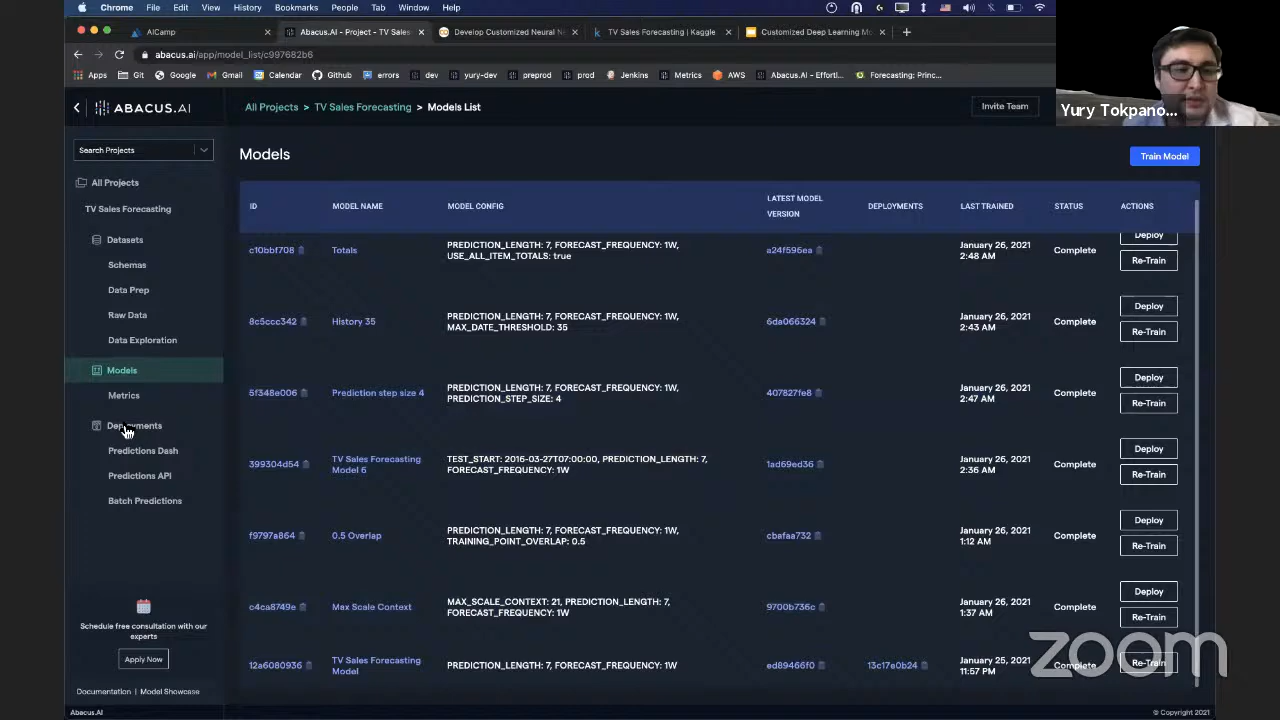 Chrome File Edit View History Bookmarks People Tab Window Help
AICamp
Abacus.AI - Project - TV Sales
Develop Customized Neural N
TV Sales Forecasting | Kaggle
Customized Deep Learning M
abacus.ai/app/model_list/c997682b6
Apps Git Google Gmail Calendar Github errors dev yury-dev preprod prod Jenkins Metrics AWS Abacus.AI - Effortl... Forecasting: Princ...
Yury Tokpano...
ABACUS.AI
All Projects > TV Sales Forecasting > Models List
Invite Team
Search Projects
All Projects
TV Sales Forecasting
Datasets
Schemas
Data Prep
Raw Data
Data Exploration
Models
Metrics
Predictions Dash
Predictions API
Batch Predictions
Schedule free consultation with our
experts
Apply Now
Documentation | Model Showcase
Abacus.AI
Models
Train Model
ID MODEL NAME MODEL CONFIG LATEST MODEL VERSION DEPLOYMENTS LAST TRAINED STATUS ACTIONS
c10bbf708 Totals PREDICTION_LENGTH: 7, FORECAST_FREQUENCY: 1W, USE_ALL_ITEM_TOTALS: true a24f596ea January 26, 2021 2:48 AM Complete Deploy Re-Train
8c5ccc342 History 35 PREDICTION_LENGTH: 7, FORECAST_FREQUENCY: 1W, MAX_DATE_THRESHOLD: 35 6da066324 January 26, 2021 2:43 AM Complete Deploy Re-Train
5f348e006 Prediction step size 4 PREDICTION_LENGTH: 7, FORECAST_FREQUENCY: 1W, PREDICTION_STEP_SIZE: 4 407827fe8 January 26, 2021 2:47 AM Complete Deploy Re-Train
399304d54 TV Sales Forecasting Model 6 TEST_START: 2016-03-27T07:00:00, PREDICTION_LENGTH: 7, FORECAST_FREQUENCY: 1W 1ad69ed36 January 26, 2021 2:36 AM Complete Deploy Re-Train
f9797a864 0.5 Overlap PREDICTION_LENGTH: 7, FORECAST_FREQUENCY: 1W, TRAINING_POINT_OVERLAP: 0.5 cbafaa732 January 26, 2021 1:12 AM Complete Deploy Re-Train
c4ca8749e Max Scale Context MAX_SCALE_CONTEXT: 21, PREDICTION_LENGTH: 7, FORECAST_FREQUENCY: 1W 9700b736c January 26, 2021 1:37 AM Complete Deploy Re-Train
12a6080936 TV Sales Forecasting Model PREDICTION_LENGTH: 7, FORECAST_FREQUENCY: 1W ed89466f0 13c17e0b24 January 25, 2021 11:57 PM Complete Re-Train
zoom
© Copyright 2021